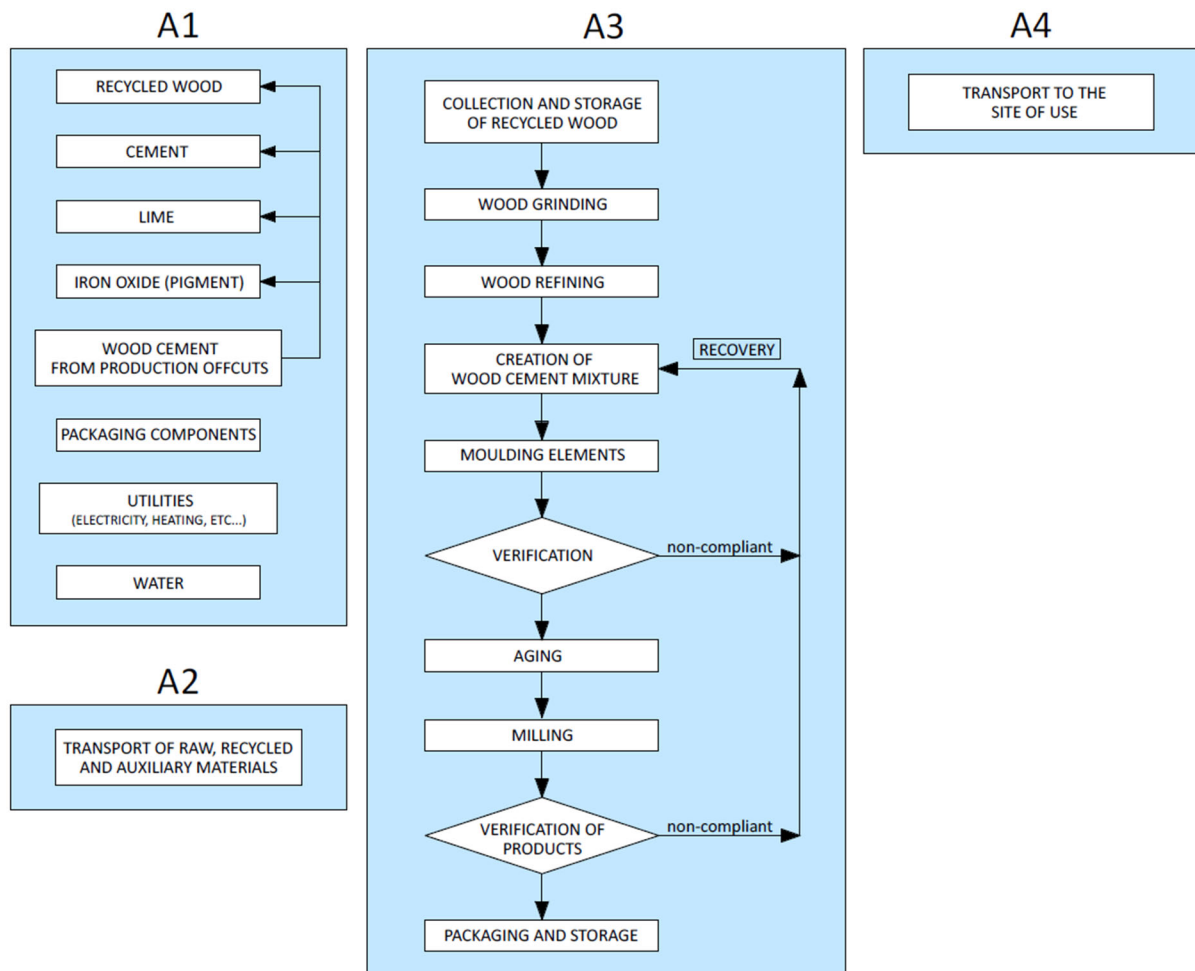 A1
RECYCLED WOOD
CEMENT
LIME
IRON OXIDE (PIGMENT)
WOOD CEMENT
FROM PRODUCTION OFFCUTS
PACKAGING COMPONENTS
UTILITIES
(ELECTRICITY, HEATING, ETC...)
WATER
A2
TRANSPORT OF RAW, RECYCLED
AND AUXILIARY MATERIALS
A3
COLLECTION AND STORAGE
OF RECYCLED WOOD
WOOD GRINDING
WOOD REFINING
RECOVERY
CREATION OF
WOOD CEMENT MIXTURE
MOULDING ELEMENTS
VERIFICATION
non-compliant
AGING
MILLING
VERIFICATION OF
PRODUCTS
non-compliant
PACKAGING AND STORAGE
A4
TRANSPORT TO THE
SITE OF USE